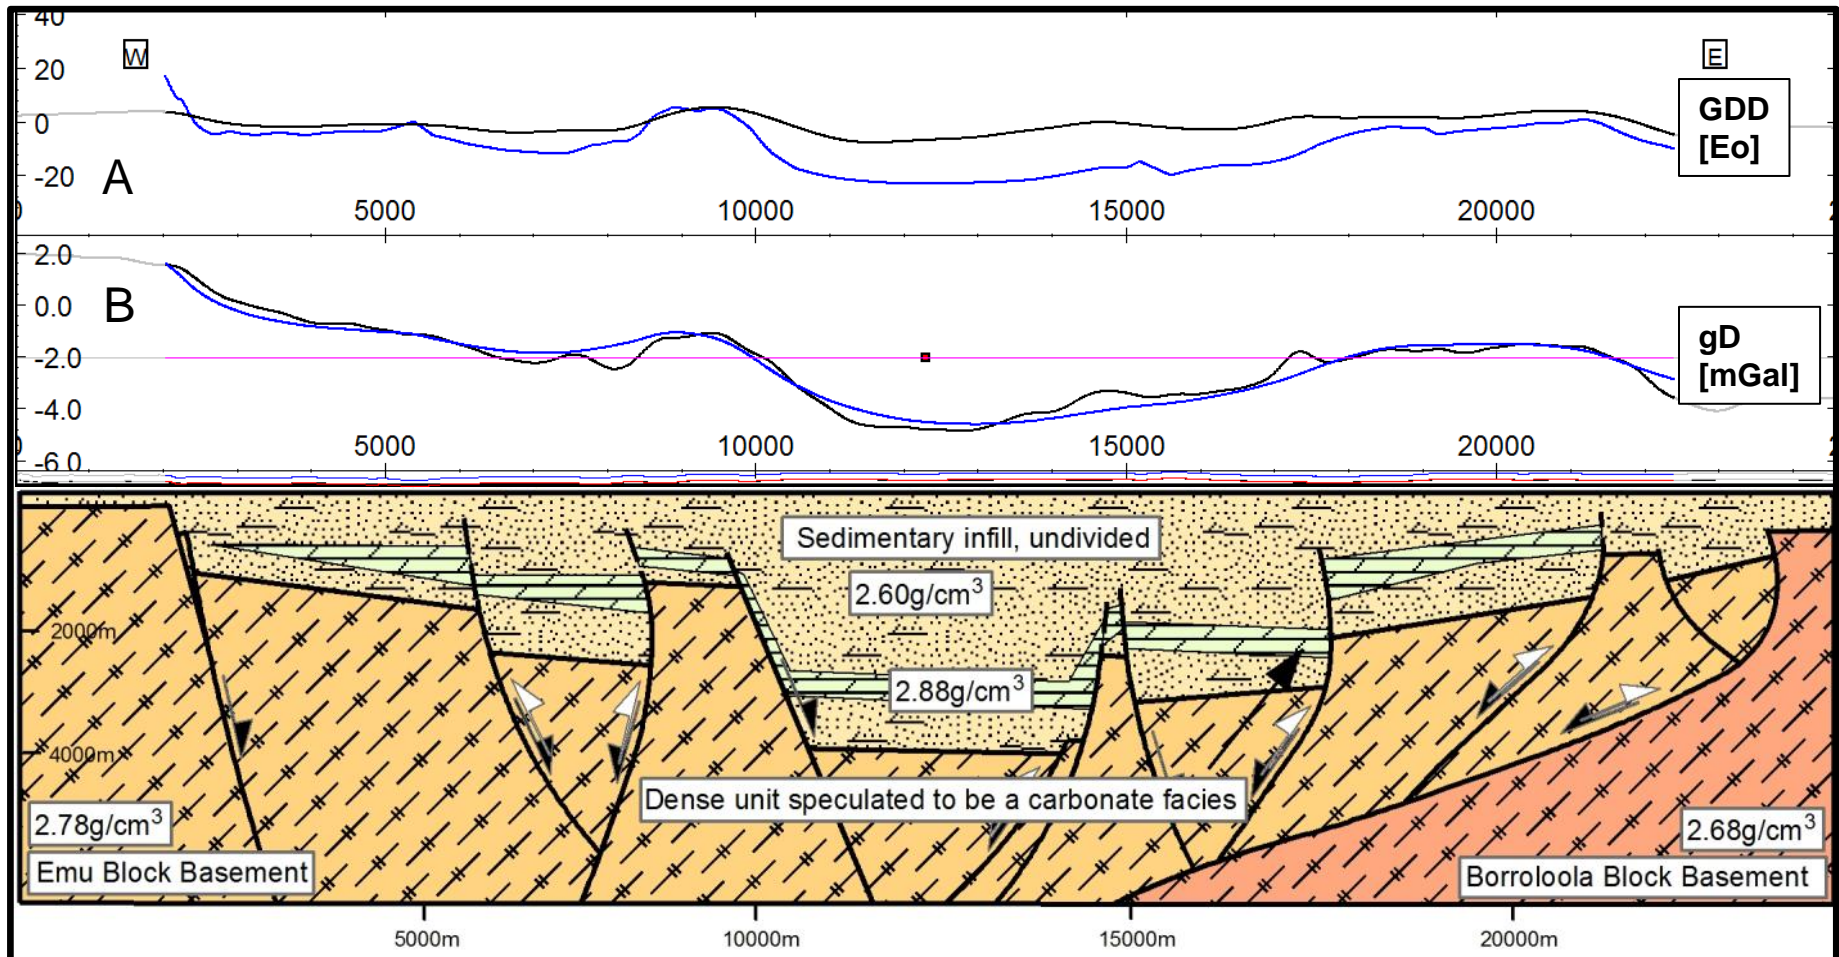 40
W
E
20
GDD
[Eo]
0
A
-20
5000
10000
15000
20000
2.0
B
0.0
gD
[mGal]
-2.0
-4.0
5000
10000
15000
20000
-6.0
Sedimentary infill, undivided
2.60g/cm³
2000m
2.88g/cm³
4000m
Dense unit speculated to be a carbonate facies
2.78g/cm³
2.68g/cm³
Emu Block Basement
Borroloola Block Basement
5000m
10000m
15000m
20000m